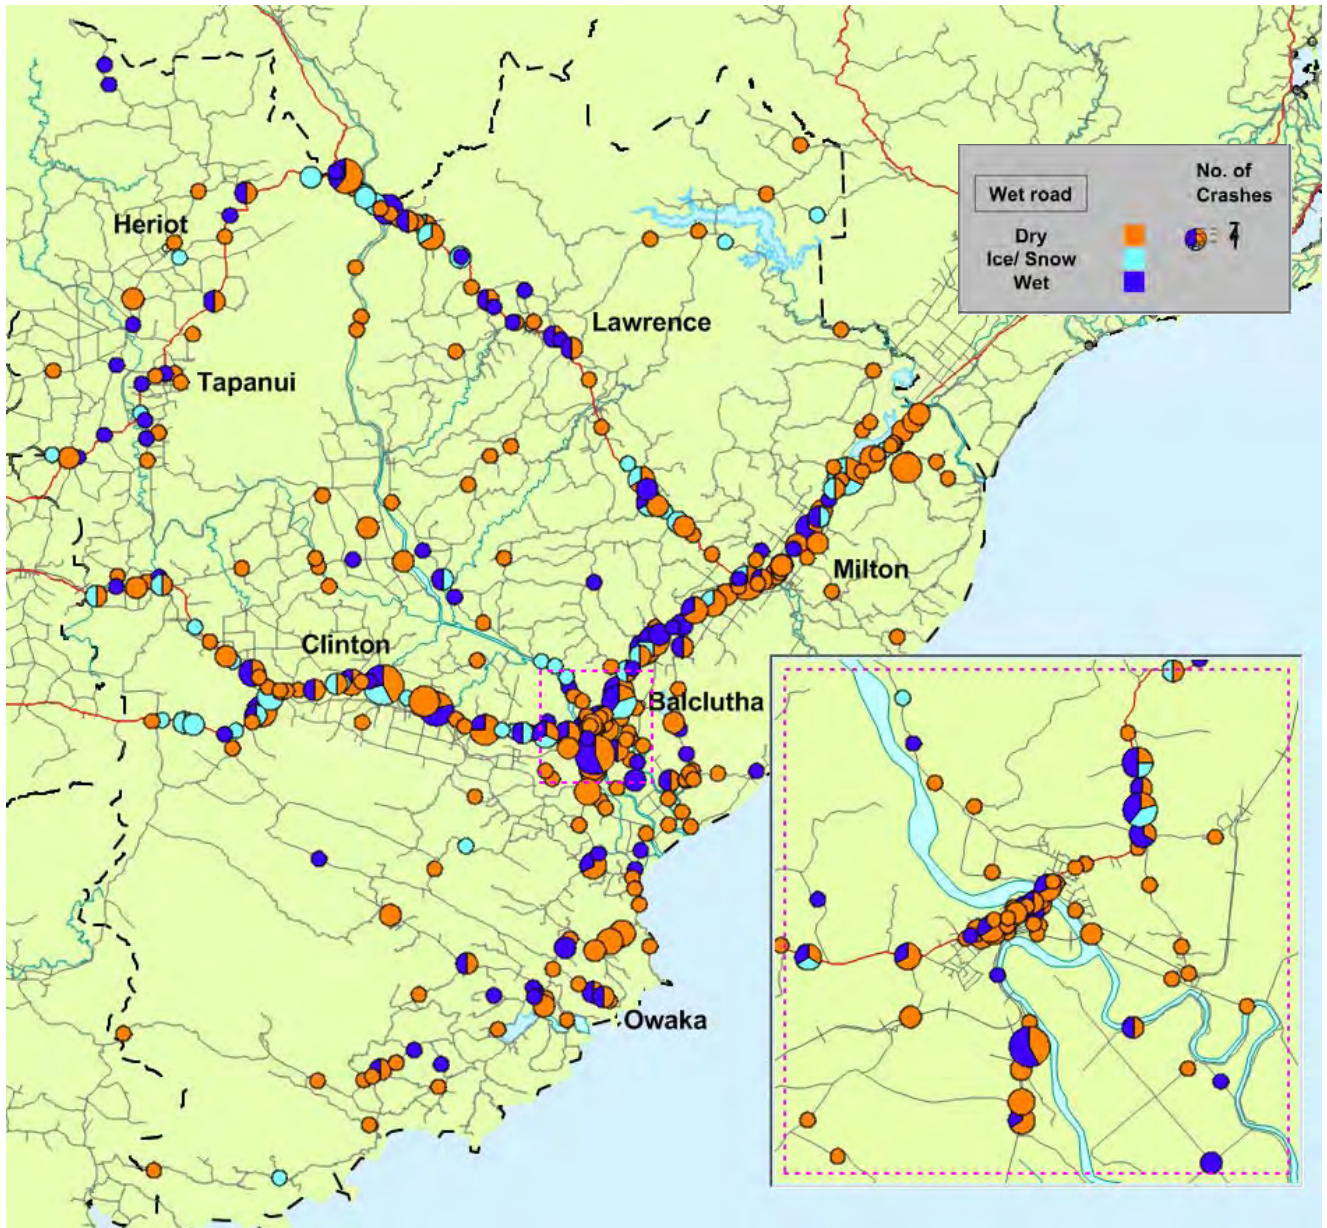 No. of
Crashes
Wet road
Dry
Ice/ Snow
Wet
Heriot
Lawrence
Tapanui
Milton
Clinton
Balclutha
Owaka